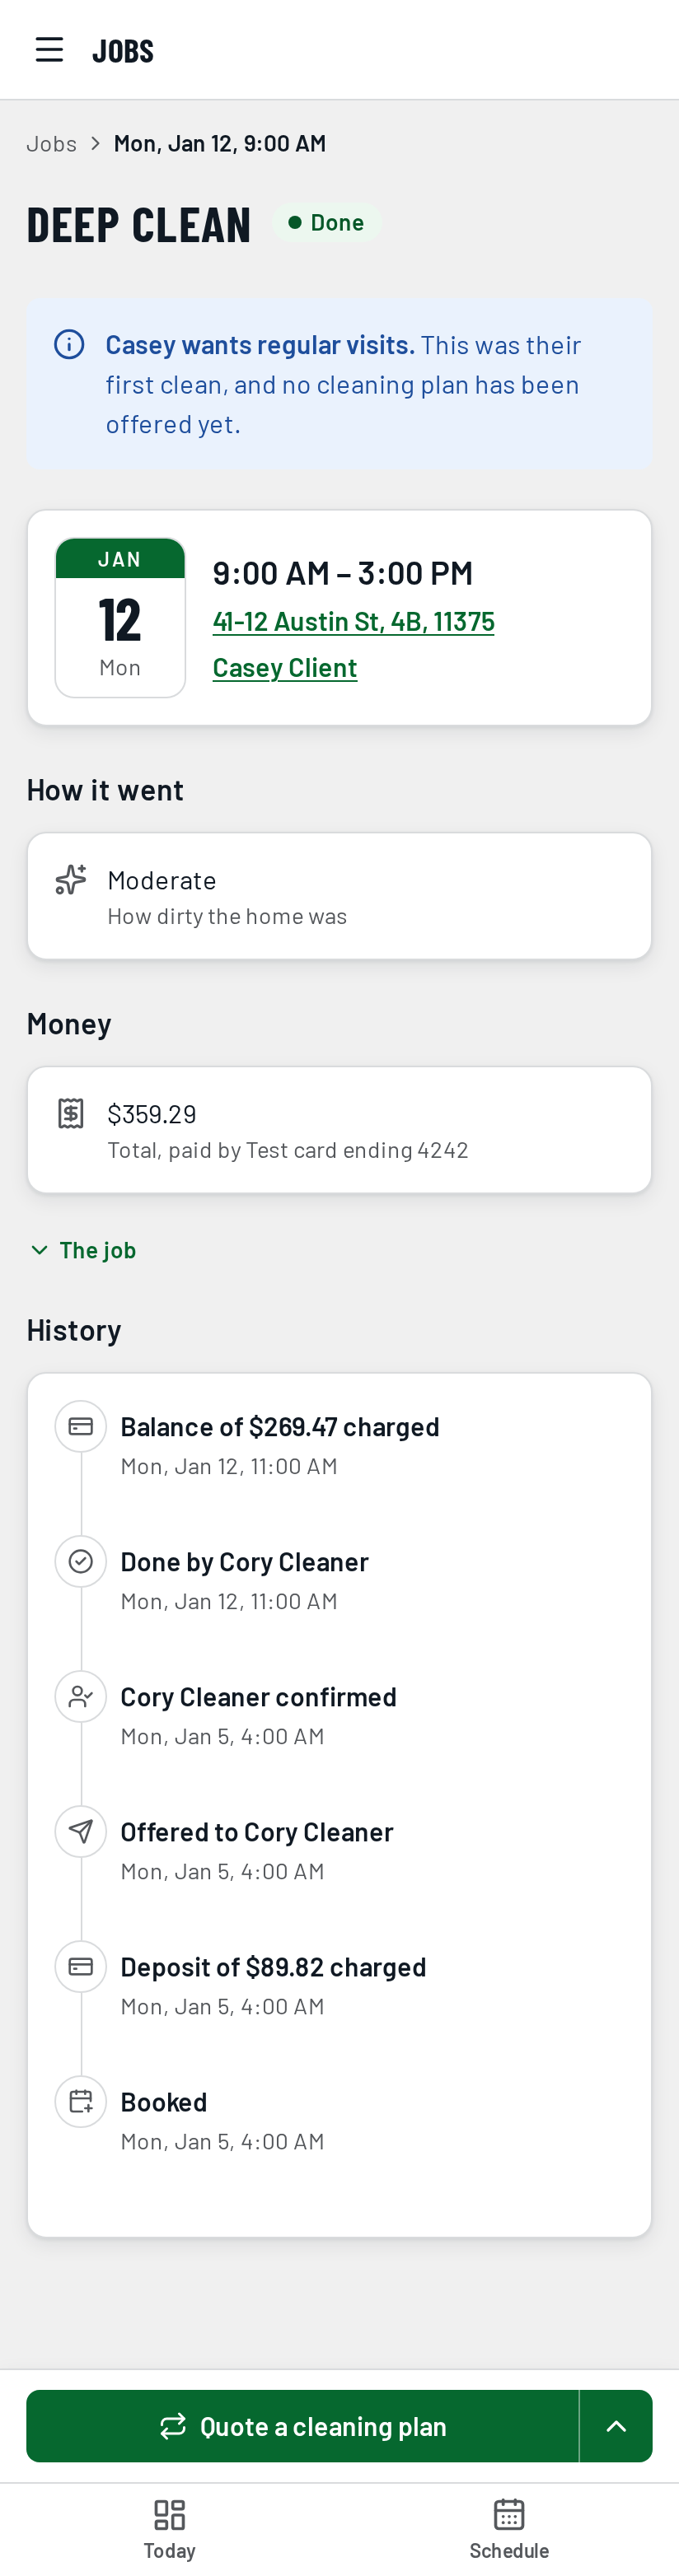 JOBS
Jobs > Mon, Jan 12, 9:00 AM
DEEP CLEAN
Done
Casey wants regular visits. This was their
first clean, and no cleaning plan has been
offered yet.
JAN
12
Mon
9:00 AM – 3:00 PM
41-12 Austin St, 4B, 11375
Casey Client
How it went
Moderate
How dirty the home was
Money
$359.29
Total, paid by Test card ending 4242
The job
History
Balance of $269.47 charged
Mon, Jan 12, 11:00 AM
Done by Cory Cleaner
Mon, Jan 12, 11:00 AM
Cory Cleaner confirmed
Mon, Jan 5, 4:00 AM
Offered to Cory Cleaner
Mon, Jan 5, 4:00 AM
Deposit of $89.82 charged
Mon, Jan 5, 4:00 AM
Booked
Mon, Jan 5, 4:00 AM
Quote a cleaning plan
Today
Schedule